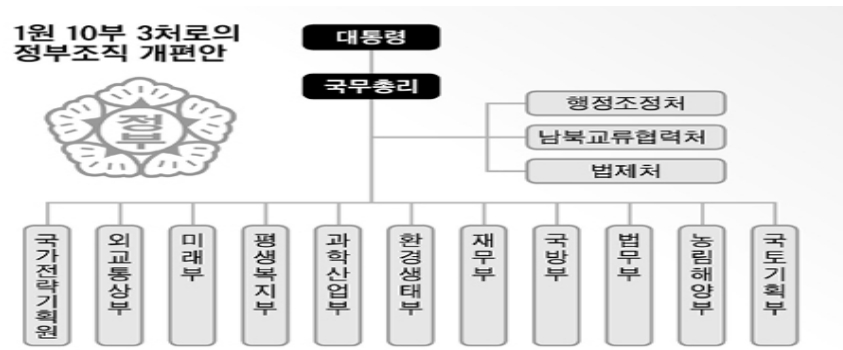 1원 10부 3처로의
정부조직 개편안
정부
대통령
국무총리
행정조정처
남북교류협력처
법제처
국가전략기획원
외교통상부
미래부
평생복지부
과학산업부
환경생태부
재무부
국방부
법무부
농림해양부
국토기획부